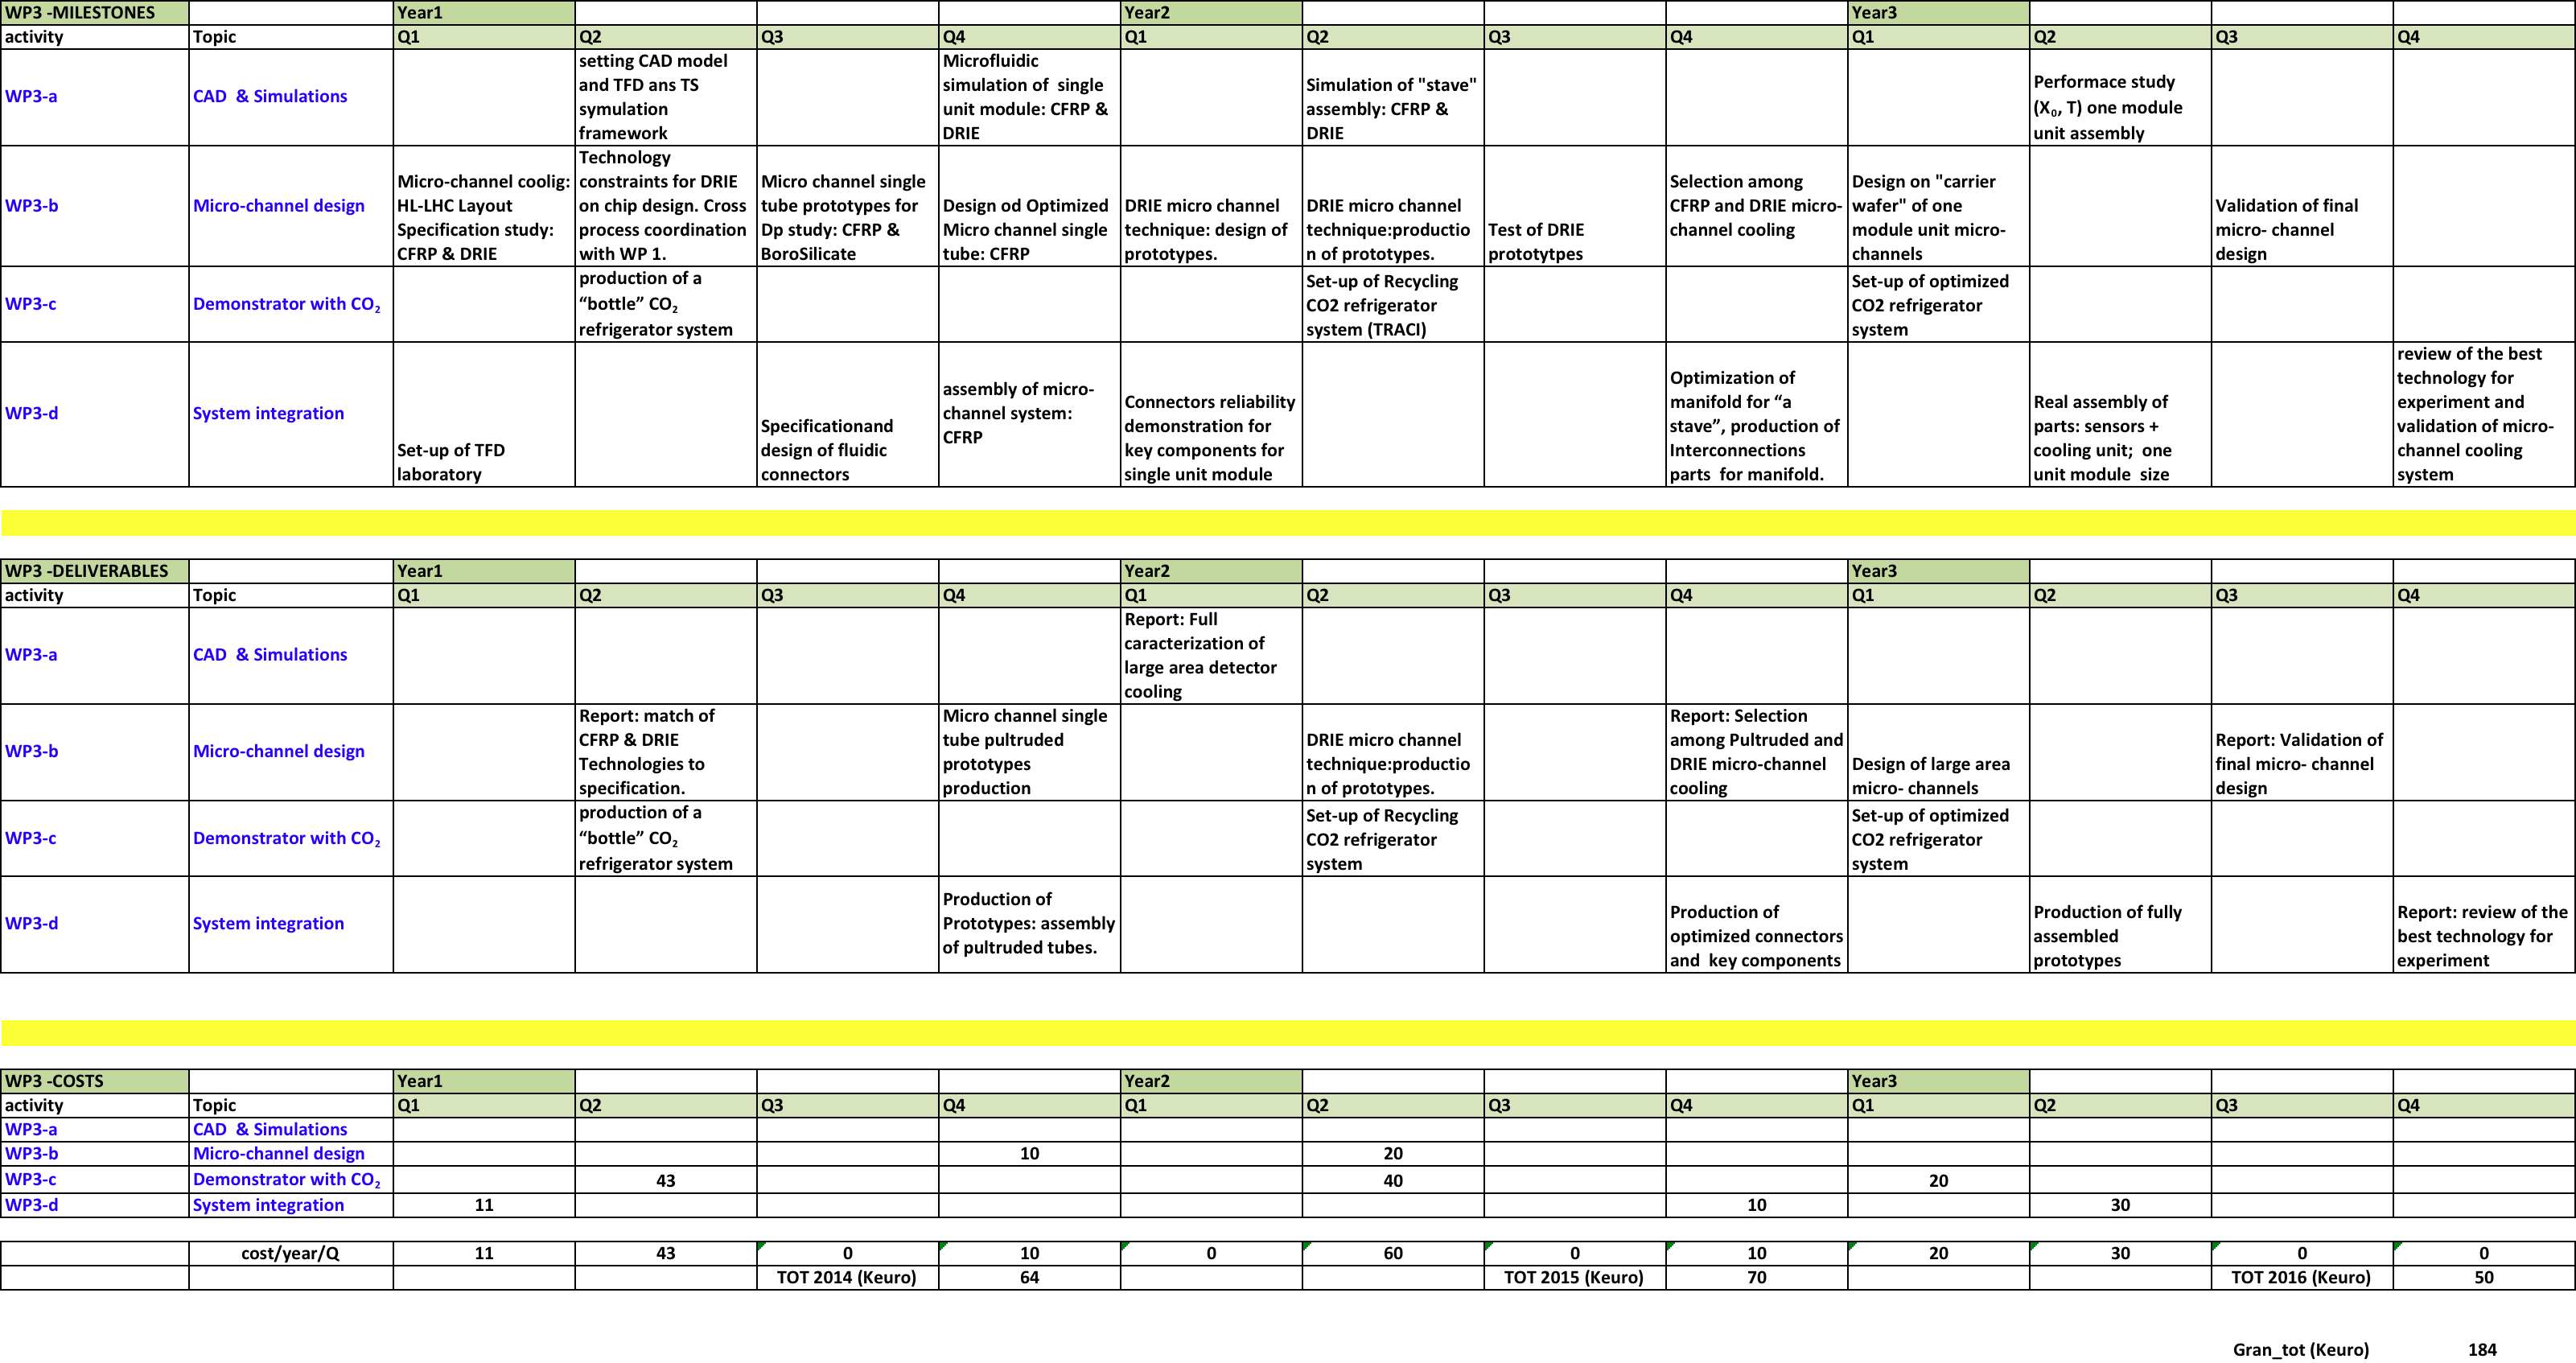 WP3 -MILESTONES Year1 Year2 Year3
activity Topic Q1 Q2 Q3 Q4 Q1 Q2 Q3 Q4 Q1 Q2 Q3 Q4
WP3-a
CAD  & Simulations
setting CAD model
and TFD ans TS
symulation
framework
Microfluidic
simulation of  single
unit module: CFRP &
DRIE
Simulation of "stave"
assembly: CFRP &
DRIE
Performace study
(X₀, T) one module
unit assembly
WP3-b
Micro-channel design
Micro-channel coolig:
HL-LHC Layout
Specification study:
CFRP & DRIE
Technology
constraints for DRIE
on chip design. Cross
process coordination
with WP 1.
Micro channel single
tube prototypes for
Dp study: CFRP &
BoroSilicate
Design od Optimized
Micro channel single
tube: CFRP
DRIE micro channel
technique: design of
prototypes.
DRIE micro channel
technique:productio
n of prototypes.
Test of DRIE
prototytpes
Selection among
CFRP and DRIE micro-
channel cooling
Design on "carrier
wafer" of one
module unit micro-
channels
Validation of final
micro- channel
design
WP3-c
Demonstrator with CO₂
production of a
“bottle” CO₂
refrigerator system
Set-up of Recycling
CO2 refrigerator
system (TRACI)
Set-up of optimized
CO2 refrigerator
system
WP3-d
System integration
Set-up of TFD
laboratory
Specificationand
design of fluidic
connectors
assembly of micro-
channel system:
CFRP
Connectors reliability
demonstration for
key components for
single unit module
Optimization of
manifold for “a
stave”, production of
Interconnections
parts  for manifold.
Real assembly of
parts: sensors +
cooling unit;  one
unit module  size
review of the best
technology for
experiment and
validation of micro-
channel cooling
system
WP3 -DELIVERABLES Year1 Year2 Year3
activity Topic Q1 Q2 Q3 Q4 Q1 Q2 Q3 Q4 Q1 Q2 Q3 Q4
WP3-a
CAD  & Simulations
Report: Full
caracterization of
large area detector
cooling
WP3-b
Micro-channel design
Report: match of
CFRP & DRIE
Technologies to
specification.
Micro channel single
tube pultruded
prototypes
production
DRIE micro channel
technique:productio
n of prototypes.
Report: Selection
among Pultruded and
DRIE micro-channel
cooling
Design of large area
micro- channels
Report: Validation of
final micro- channel
design
WP3-c
Demonstrator with CO₂
production of a
“bottle” CO₂
refrigerator system
Set-up of Recycling
CO2 refrigerator
system
Set-up of optimized
CO2 refrigerator
system
WP3-d
System integration
Production of
Prototypes: assembly
of pultruded tubes.
Production of
optimized connectors
and  key components
Production of fully
assembled
prototypes
Report: review of the
best technology for
experiment
WP3 -COSTS Year1 Year2 Year3
activity Topic Q1 Q2 Q3 Q4 Q1 Q2 Q3 Q4 Q1 Q2 Q3 Q4
WP3-a CAD  & Simulations
WP3-b Micro-channel design 10 20
WP3-c Demonstrator with CO₂ 43 40 20
WP3-d System integration 11 10 30
cost/year/Q 11 43 0 10 0 60 0 10 20 30 0 0
TOT 2014 (Keuro) 64 TOT 2015 (Keuro) 70 TOT 2016 (Keuro) 50
Gran_tot (Keuro) 184